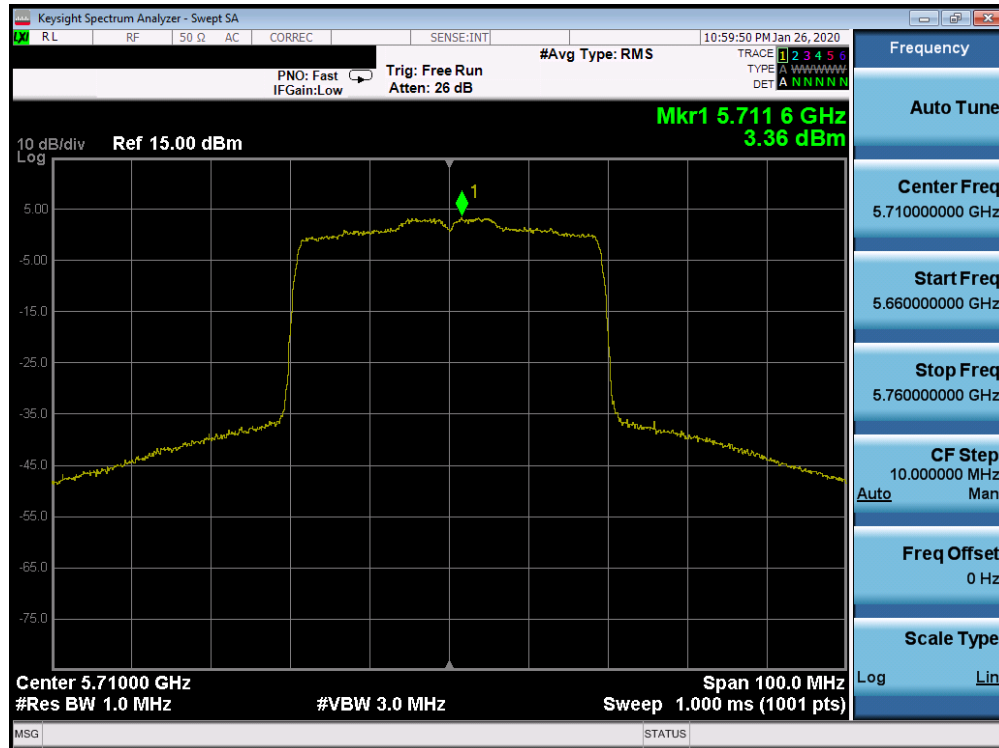 Keysight Spectrum Analyzer - Swept SA
LXI RL RF 50 Ω AC CORREC SENSE:INT 10:59:50 PM Jan 26, 2020
PNO: Fast
IFGain:Low
Trig: Free Run
Atten: 26 dB
#Avg Type: RMS
TRACE 1 2 3 4 5 6
TYPE A WWWWW
DET A N N N N N
Mkr1 5.711 6 GHz
3.36 dBm
10 dB/div Ref 15.00 dBm
Log
1
5.00
-5.00
-15.0
-25.0
-35.0
-45.0
-55.0
-65.0
-75.0
Center 5.71000 GHz Span 100.0 MHz
#Res BW 1.0 MHz #VBW 3.0 MHz Sweep 1.000 ms (1001 pts)
MSG STATUS
Frequency
Auto Tune
Center Freq
5.710000000 GHz
Start Freq
5.660000000 GHz
Stop Freq
5.760000000 GHz
CF Step
10.000000 MHz
Auto Man
Freq Offset
0 Hz
Scale Type
Log Lin